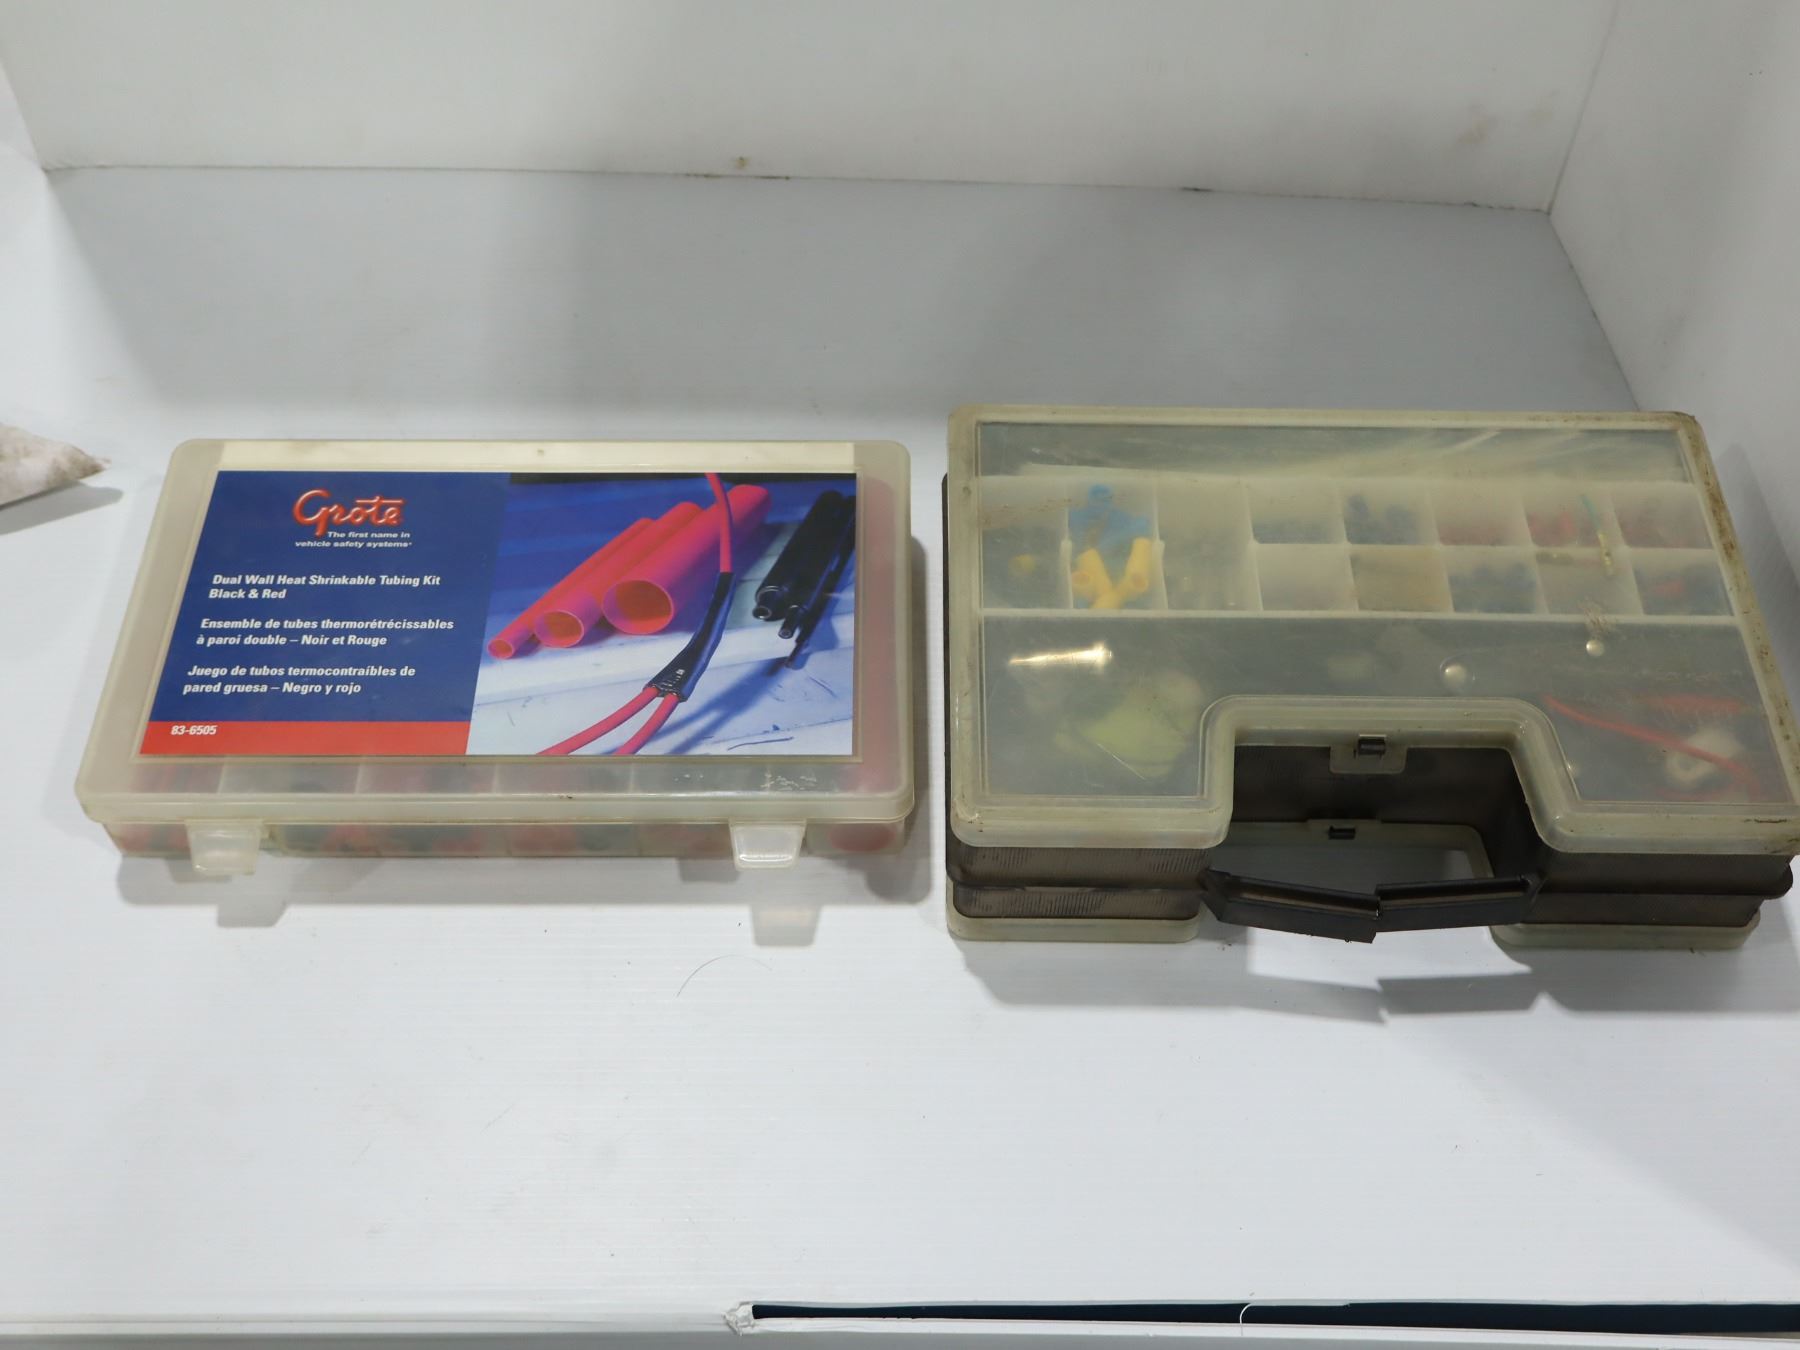 Grote
The first name in
vehicle safety systems
Dual Wall Heat Shrinkable Tubing Kit
Black & Red
Ensemble de tubes thermorétrécissables
à paroi double – Noir et Rouge
Juego de tubos termocontraíbles de
pared gruesa – Negro y rojo
83-6505